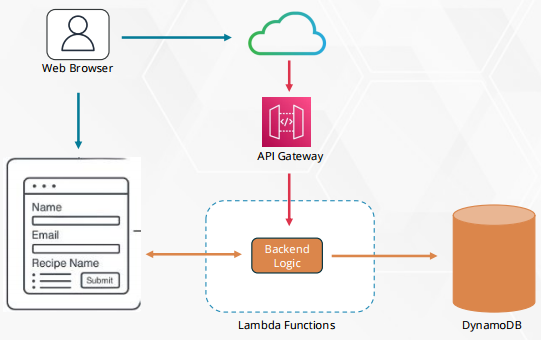 Web Browser
</>
API Gateway
Name
Email
Recipe Name
Submit
Backend
Logic
Lambda Functions
DynamoDB